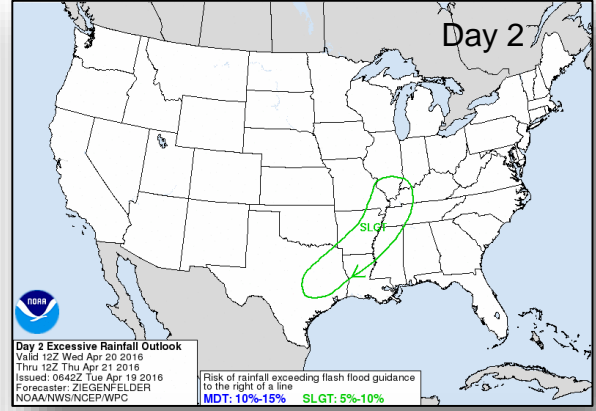 Day 2
SLGT
NOAA
Day 2 Excessive Rainfall Outlook
Valid 12Z Wed Apr 20 2016
Thru 12Z Thu Apr 21 2016
Issued: 0642Z Tue Apr 19 2016
Forecaster: ZIEGENFELDER
NOAA/NWS/NCEP/WPC
Risk of rainfall exceeding flash flood guidance
to the right of a line
MDT: 10%-15% SLGT: 5%-10%